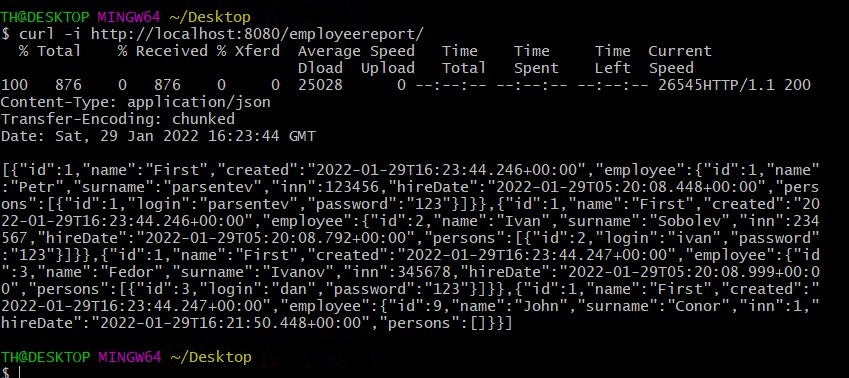 TH@DESKTOP MINGW64 ~/Desktop
$ curl -i http://localhost:8080/employeereport/
  % Total    % Received % Xferd  Average Speed   Time    Time     Time  Current
                                 Dload  Upload   Total   Spent    Left  Speed
100   876    0   876    0     0  25028      0 --:--:-- --:--:-- --:--:-- 26545HTTP/1.1 200
Content-Type: application/json
Transfer-Encoding: chunked
Date: Sat, 29 Jan 2022 16:23:44 GMT

[{"id":1,"name":"First","created":"2022-01-29T16:23:44.246+00:00","employee":{"id":1,"name"
:"Petr","surname":"parsentev","inn":123456,"hireDate":"2022-01-29T05:20:08.448+00:00","pers
ons":[{"id":1,"login":"parsentev","password":"123"}]}},{"id":1,"name":"First","created":"20
22-01-29T16:23:44.246+00:00","employee":{"id":2,"name":"Ivan","surname":"Sobolev","inn":234
567,"hireDate":"2022-01-29T05:20:08.792+00:00","persons":[{"id":2,"login":"ivan","password"
:"123"}]}},{"id":1,"name":"First","created":"2022-01-29T16:23:44.247+00:00","employee":{"id
":3,"name":"Fedor","surname":"Ivanov","inn":345678,"hireDate":"2022-01-29T05:20:08.999+00:0
0","persons":[{"id":3,"login":"dan","password":"123"}]}},{"id":1,"name":"First","created":"
2022-01-29T16:23:44.247+00:00","employee":{"id":9,"name":"John","surname":"Conor","inn":1,"
hireDate":"2022-01-29T16:21:50.448+00:00","persons":[]}}]

TH@DESKTOP MINGW64 ~/Desktop
$